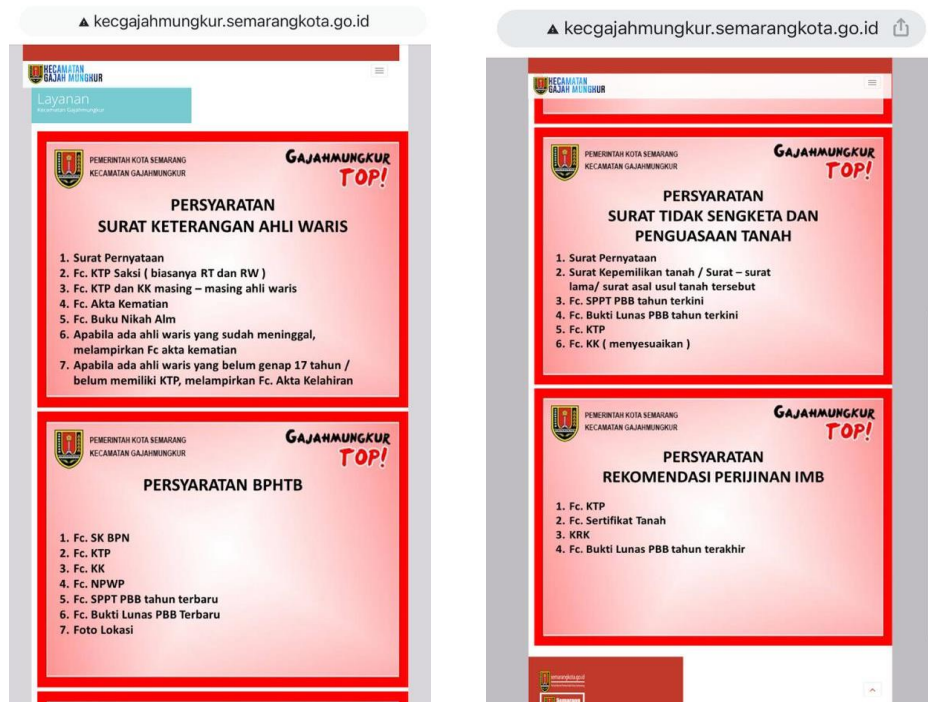 kecgajahmungkur.semarangkota.go.id
KECAMATAN
GAJAH MUNGKUR
Layanan
Kecamatan Gajahmungkur
PEMERINTAH KOTA SEMARANG
KECAMATAN GAJAHMUNGKUR
GAJAHMUNGKUR
TOP!
PERSYARATAN
SURAT KETERANGAN AHLI WARIS
1. Surat Pernyataan
2. Fc. KTP Saksi ( biasanya RT dan RW )
3. Fc. KTP dan KK masing – masing ahli waris
4. Fc. Akta Kematian
5. Fc. Buku Nikah Alm
6. Apabila ada ahli waris yang sudah meninggal,
melampirkan Fc akta kematian
7. Apabila ada ahli waris yang belum genap 17 tahun /
belum memiliki KTP, melampirkan Fc. Akta Kelahiran
PEMERINTAH KOTA SEMARANG
KECAMATAN GAJAHMUNGKUR
GAJAHMUNGKUR
TOP!
PERSYARATAN BPHTB
1. Fc. SK BPN
2. Fc. KTP
3. Fc. KK
4. Fc. NPWP
5. Fc. SPPT PBB tahun terbaru
6. Fc. Bukti Lunas PBB Terbaru
7. Foto Lokasi
kecgajahmungkur.semarangkota.go.id
KECAMATAN
GAJAH MUNGKUR
PEMERINTAH KOTA SEMARANG
KECAMATAN GAJAHMUNGKUR
GAJAHMUNGKUR
TOP!
PERSYARATAN
SURAT TIDAK SENGKETA DAN
PENGUASAAN TANAH
1. Surat Pernyataan
2. Surat Kepemilikan tanah / Surat – surat
lama/ surat asal usul tanah tersebut
3. Fc. SPPT PBB tahun terkini
4. Fc. Bukti Lunas PBB tahun terkini
5. Fc. KTP
6. Fc. KK ( menyesuaikan )
PEMERINTAH KOTA SEMARANG
KECAMATAN GAJAHMUNGKUR
GAJAHMUNGKUR
TOP!
PERSYARATAN
REKOMENDASI PERIJINAN IMB
1. Fc. KTP
2. Fc. Sertifikat Tanah
3. KRK
4. Fc. Bukti Lunas PBB tahun terakhir
semarangkota.go.id
Semarang